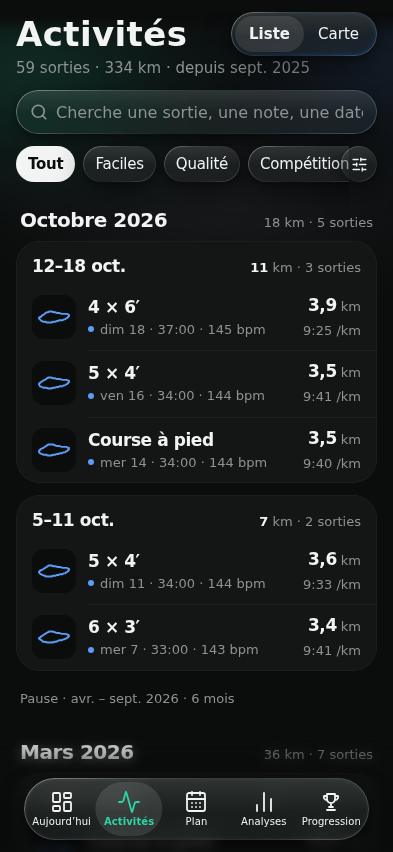 Activités
Liste
Carte
59 sorties · 334 km · depuis sept. 2025
Cherche une sortie, une note, une date
Tout
Faciles
Qualité
Compétition
Octobre 2026
18 km · 5 sorties
12–18 oct.
11 km · 3 sorties
4 × 6′
3,9 km
dim 18 · 37:00 · 145 bpm
9:25 /km
5 × 4′
3,5 km
ven 16 · 34:00 · 144 bpm
9:41 /km
Course à pied
3,5 km
mer 14 · 34:00 · 144 bpm
9:40 /km
5–11 oct.
7 km · 2 sorties
5 × 4′
3,6 km
dim 11 · 34:00 · 144 bpm
9:33 /km
6 × 3′
3,4 km
mer 7 · 33:00 · 143 bpm
9:41 /km
Pause · avr. – sept. 2026 · 6 mois
Mars 2026
36 km · 7 sorties
Aujourd’hui
Activités
Plan
Analyses
Progression